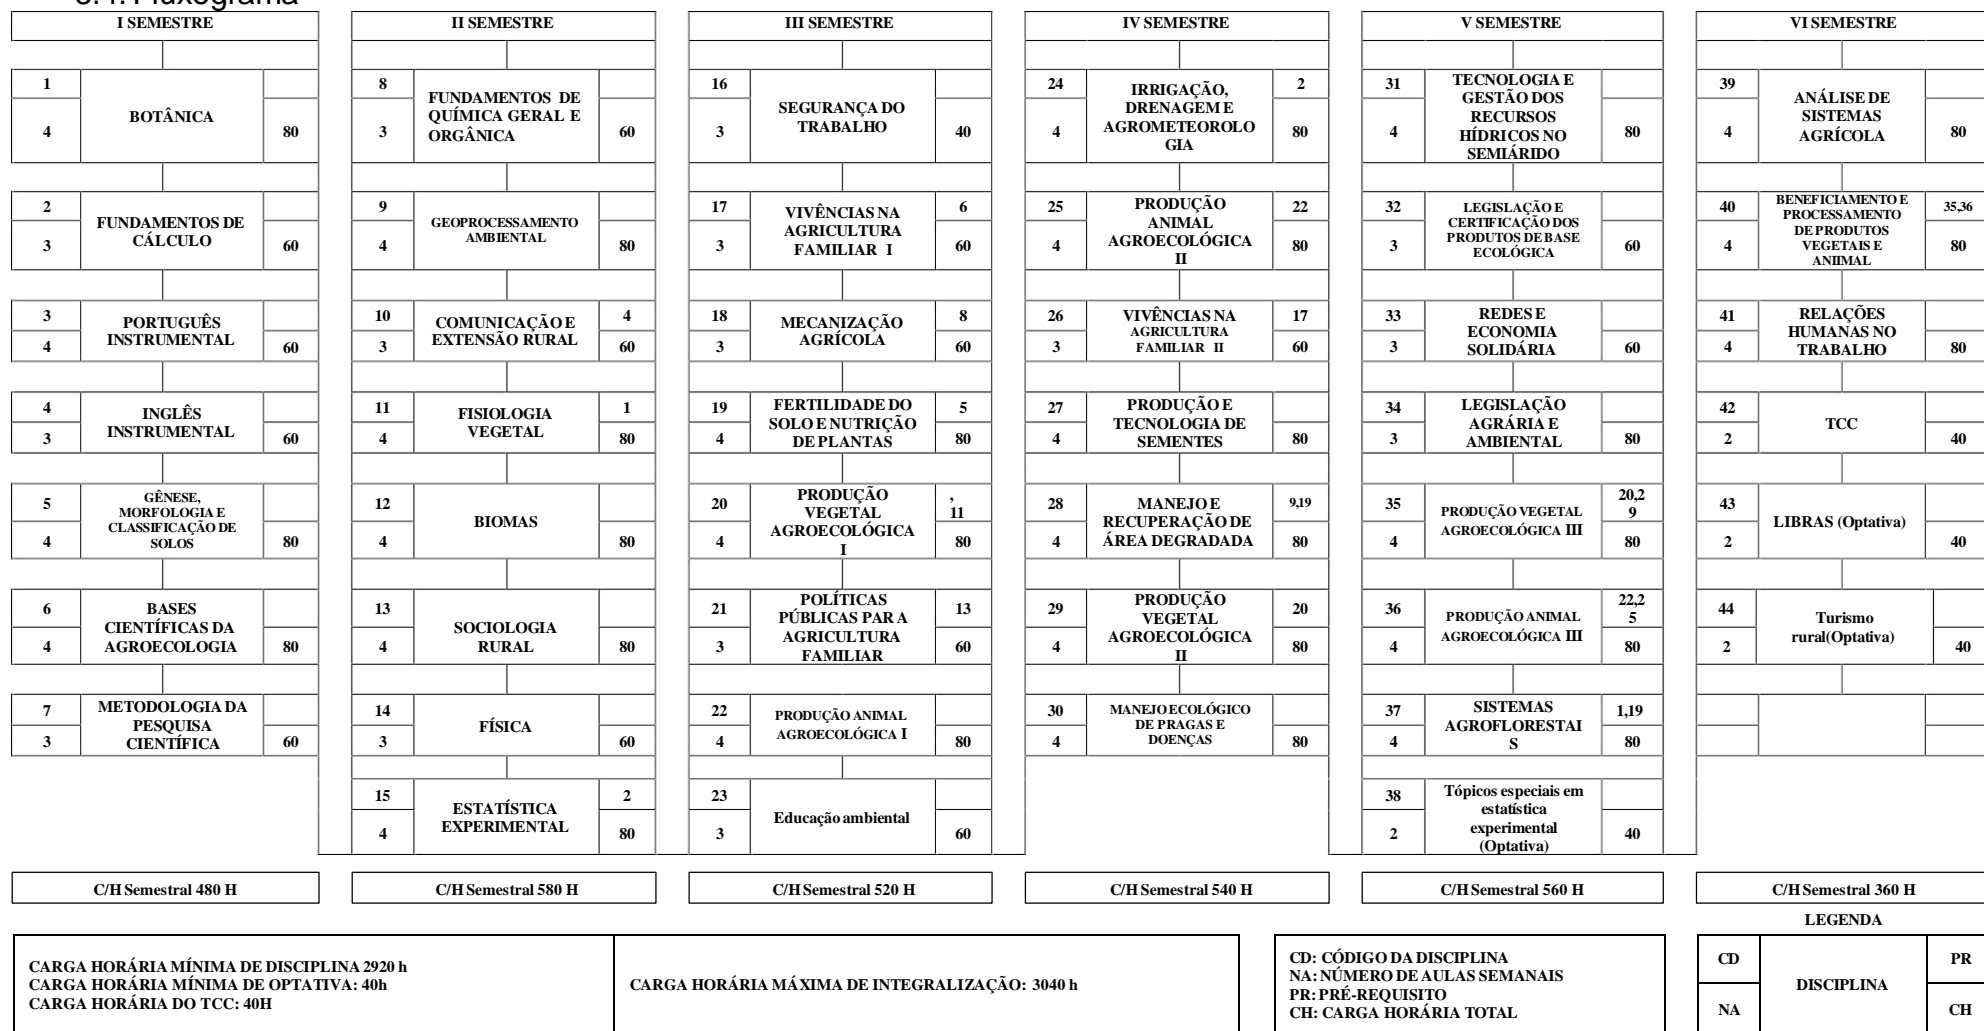 I SEMESTRE
1
4
BOTÂNICA
80
2
3
FUNDAMENTOS DE
CÁLCULO
60
3
4
PORTUGUÊS
INSTRUMENTAL
60
4
3
INGLÊS
INSTRUMENTAL
60
5
4
GÊNESE,
MORFOLOGIA E
CLASSIFICAÇÃO DE
SOLOS
80
6
4
BASES
CIENTÍFICAS DA
AGROECOLOGIA
80
7
3
METODOLOGIA DA
PESQUISA
CIENTÍFICA
60
C/H Semestral 480 H
II SEMESTRE
8
3
FUNDAMENTOS DE
QUÍMICA GERAL E
ORGÂNICA
60
9
4
GEOPROCESSAMENTO
AMBIENTAL
80
10
3
COMUNICAÇÃO E
EXTENSÃO RURAL
4
60
11
4
FISIOLOGIA
VEGETAL
1
80
12
4
BIOMAS
80
13
4
SOCIOLOGIA
RURAL
80
14
3
FÍSICA
60
15
4
ESTATÍSTICA
EXPERIMENTAL
2
80
C/H Semestral 580 H
III SEMESTRE
16
3
SEGURANÇA DO
TRABALHO
40
17
3
VIVÊNCIAS NA
AGRICULTURA
FAMILIAR I
6
60
18
3
MECANIZAÇÃO
AGRÍCOLA
8
60
19
4
FERTILIDADE DO
SOLO E NUTRIÇÃO
DE PLANTAS
5
80
20
4
PRODUÇÃO
VEGETAL
AGROECOLÓGICA
I
,
11
80
21
3
POLÍTICAS
PÚBLICAS PAR A
AGRICULTURA
FAMILIAR
13
60
22
4
PRODUÇÃO ANIMAL
AGROECOLÓGICA I
80
23
3
Educação ambiental
60
C/H Semestral 520 H
IV SEMESTRE
24
4
IRRIGAÇÃO,
DRENAGEM E
AGROMETEOROLO
GIA
2
80
25
4
PRODUÇÃO
ANIMAL
AGROECOLÓGICA
II
22
80
26
3
VIVÊNCIAS NA
AGRICULTURA
FAMILIAR II
17
60
27
4
PRODUÇÃO E
TECNOLOGIA DE
SEMENTES
80
28
4
MANEJO E
RECUPERAÇÃO DE
ÁREA DEGRADADA
9,19
80
29
4
PRODUÇÃO
VEGETAL
AGROECOLÓGICA
II
20
80
30
4
MANEJO ECOLÓGICO
DE PRAGAS E
DOENÇAS
80
C/H Semestral 540 H
V SEMESTRE
31
4
TECNOLOGIA E
GESTÃO DOS
RECURSOS
HÍDRICOS NO
SEMIÁRIDO
80
32
3
LEGISLAÇÃO E
CERTIFICAÇÃO DOS
PRODUTOS DE BASE
ECOLÓGICA
60
33
3
REDES E
ECONOMIA
SOLIDÁRIA
60
34
3
LEGISLAÇÃO
AGRÁRIA E
AMBIENTAL
80
35
4
PRODUÇÃO VEGETAL
AGROECOLÓGICA III
20,2
9
80
36
4
PRODUÇÃO ANIMAL
AGROECOLÓGICA III
22,2
5
80
37
4
SISTEMAS
AGROFLORESTAI
S
1,19
80
38
2
Tópicos especiais em
estatística
experimental
(Optativa)
40
C/H Semestral 560 H
VI SEMESTRE
39
4
ANÁLISE DE
SISTEMAS
AGRÍCOLA
80
40
4
BENEFICIAMENTO E
PROCESSAMENTO
DE PRODUTOS
VEGETAIS E
ANIIMAL
35,36
80
41
4
RELAÇÕES
HUMANAS NO
TRABALHO
80
42
2
TCC
40
43
2
LIBRAS (Optativa)
40
44
2
Turismo
rural(Optativa)
40
C/H Semestral 360 H
CARGA HORÁRIA MÍNIMA DE DISCIPLINA 2920 h
CARGA HORÁRIA MÍNIMA DE OPTATIVA: 40h
CARGA HORÁRIA DO TCC: 40H
CARGA HORÁRIA MÁXIMA DE INTEGRALIZAÇÃO: 3040 h
CD: CÓDIGO DA DISCIPLINA
NA: NÚMERO DE AULAS SEMANAIS
PR: PRÉ-REQUISITO
CH: CARGA HORÁRIA TOTAL
LEGENDA
CD
NA
DISCIPLINA
PR
CH